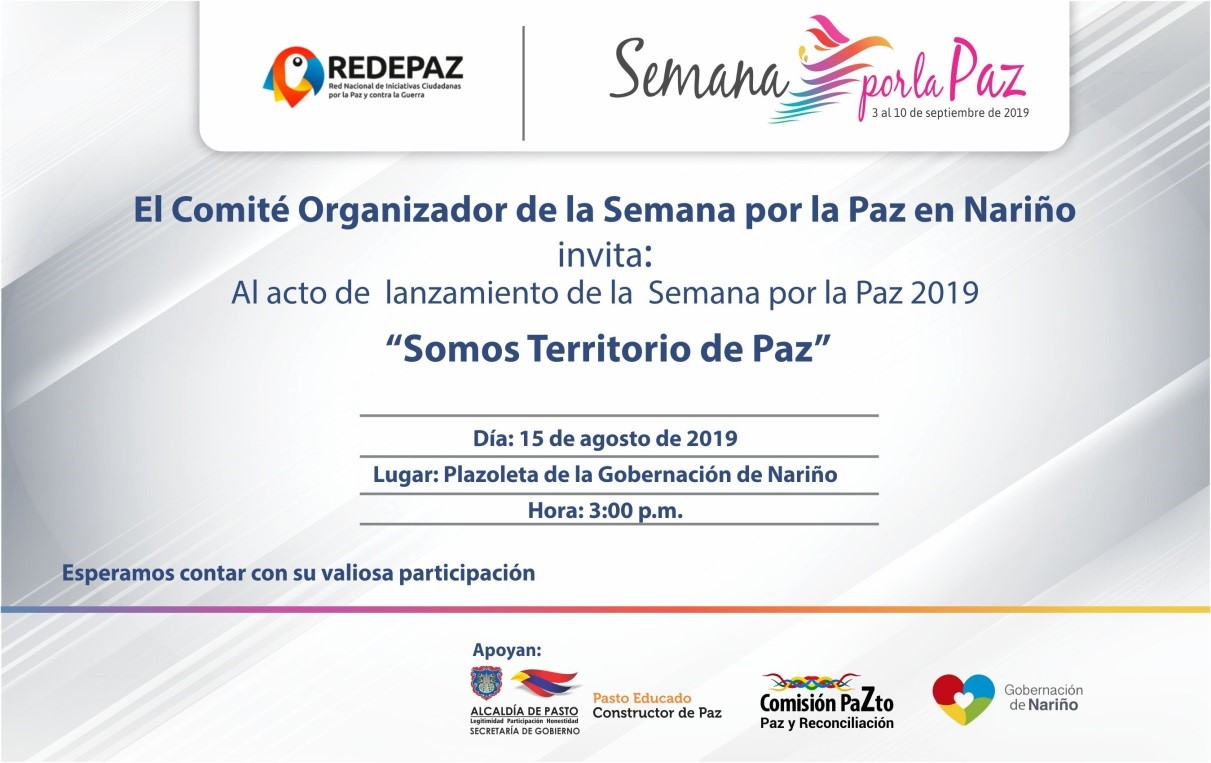 REDEPAZ
Red Nacional de Iniciativas Ciudadanas
por la Paz y contra la Guerra
Semana por la Paz
3 al 10 de septiembre de 2019
El Comité Organizador de la Semana por la Paz en Nariño
invita:
Al acto de lanzamiento de la Semana por la Paz 2019
“Somos Territorio de Paz”
Día: 15 de agosto de 2019
Lugar: Plazoleta de la Gobernación de Nariño
Hora: 3:00 p.m.
Esperamos contar con su valiosa participación
Apoyan:
ALCALDÍA DE PASTO
Legitimidad Participación Honestidad
SECRETARÍA DE GOBIERNO
Pasto Educado
Constructor de Paz
Comisión PaZto
Paz y Reconciliación
Gobernación
de Nariño